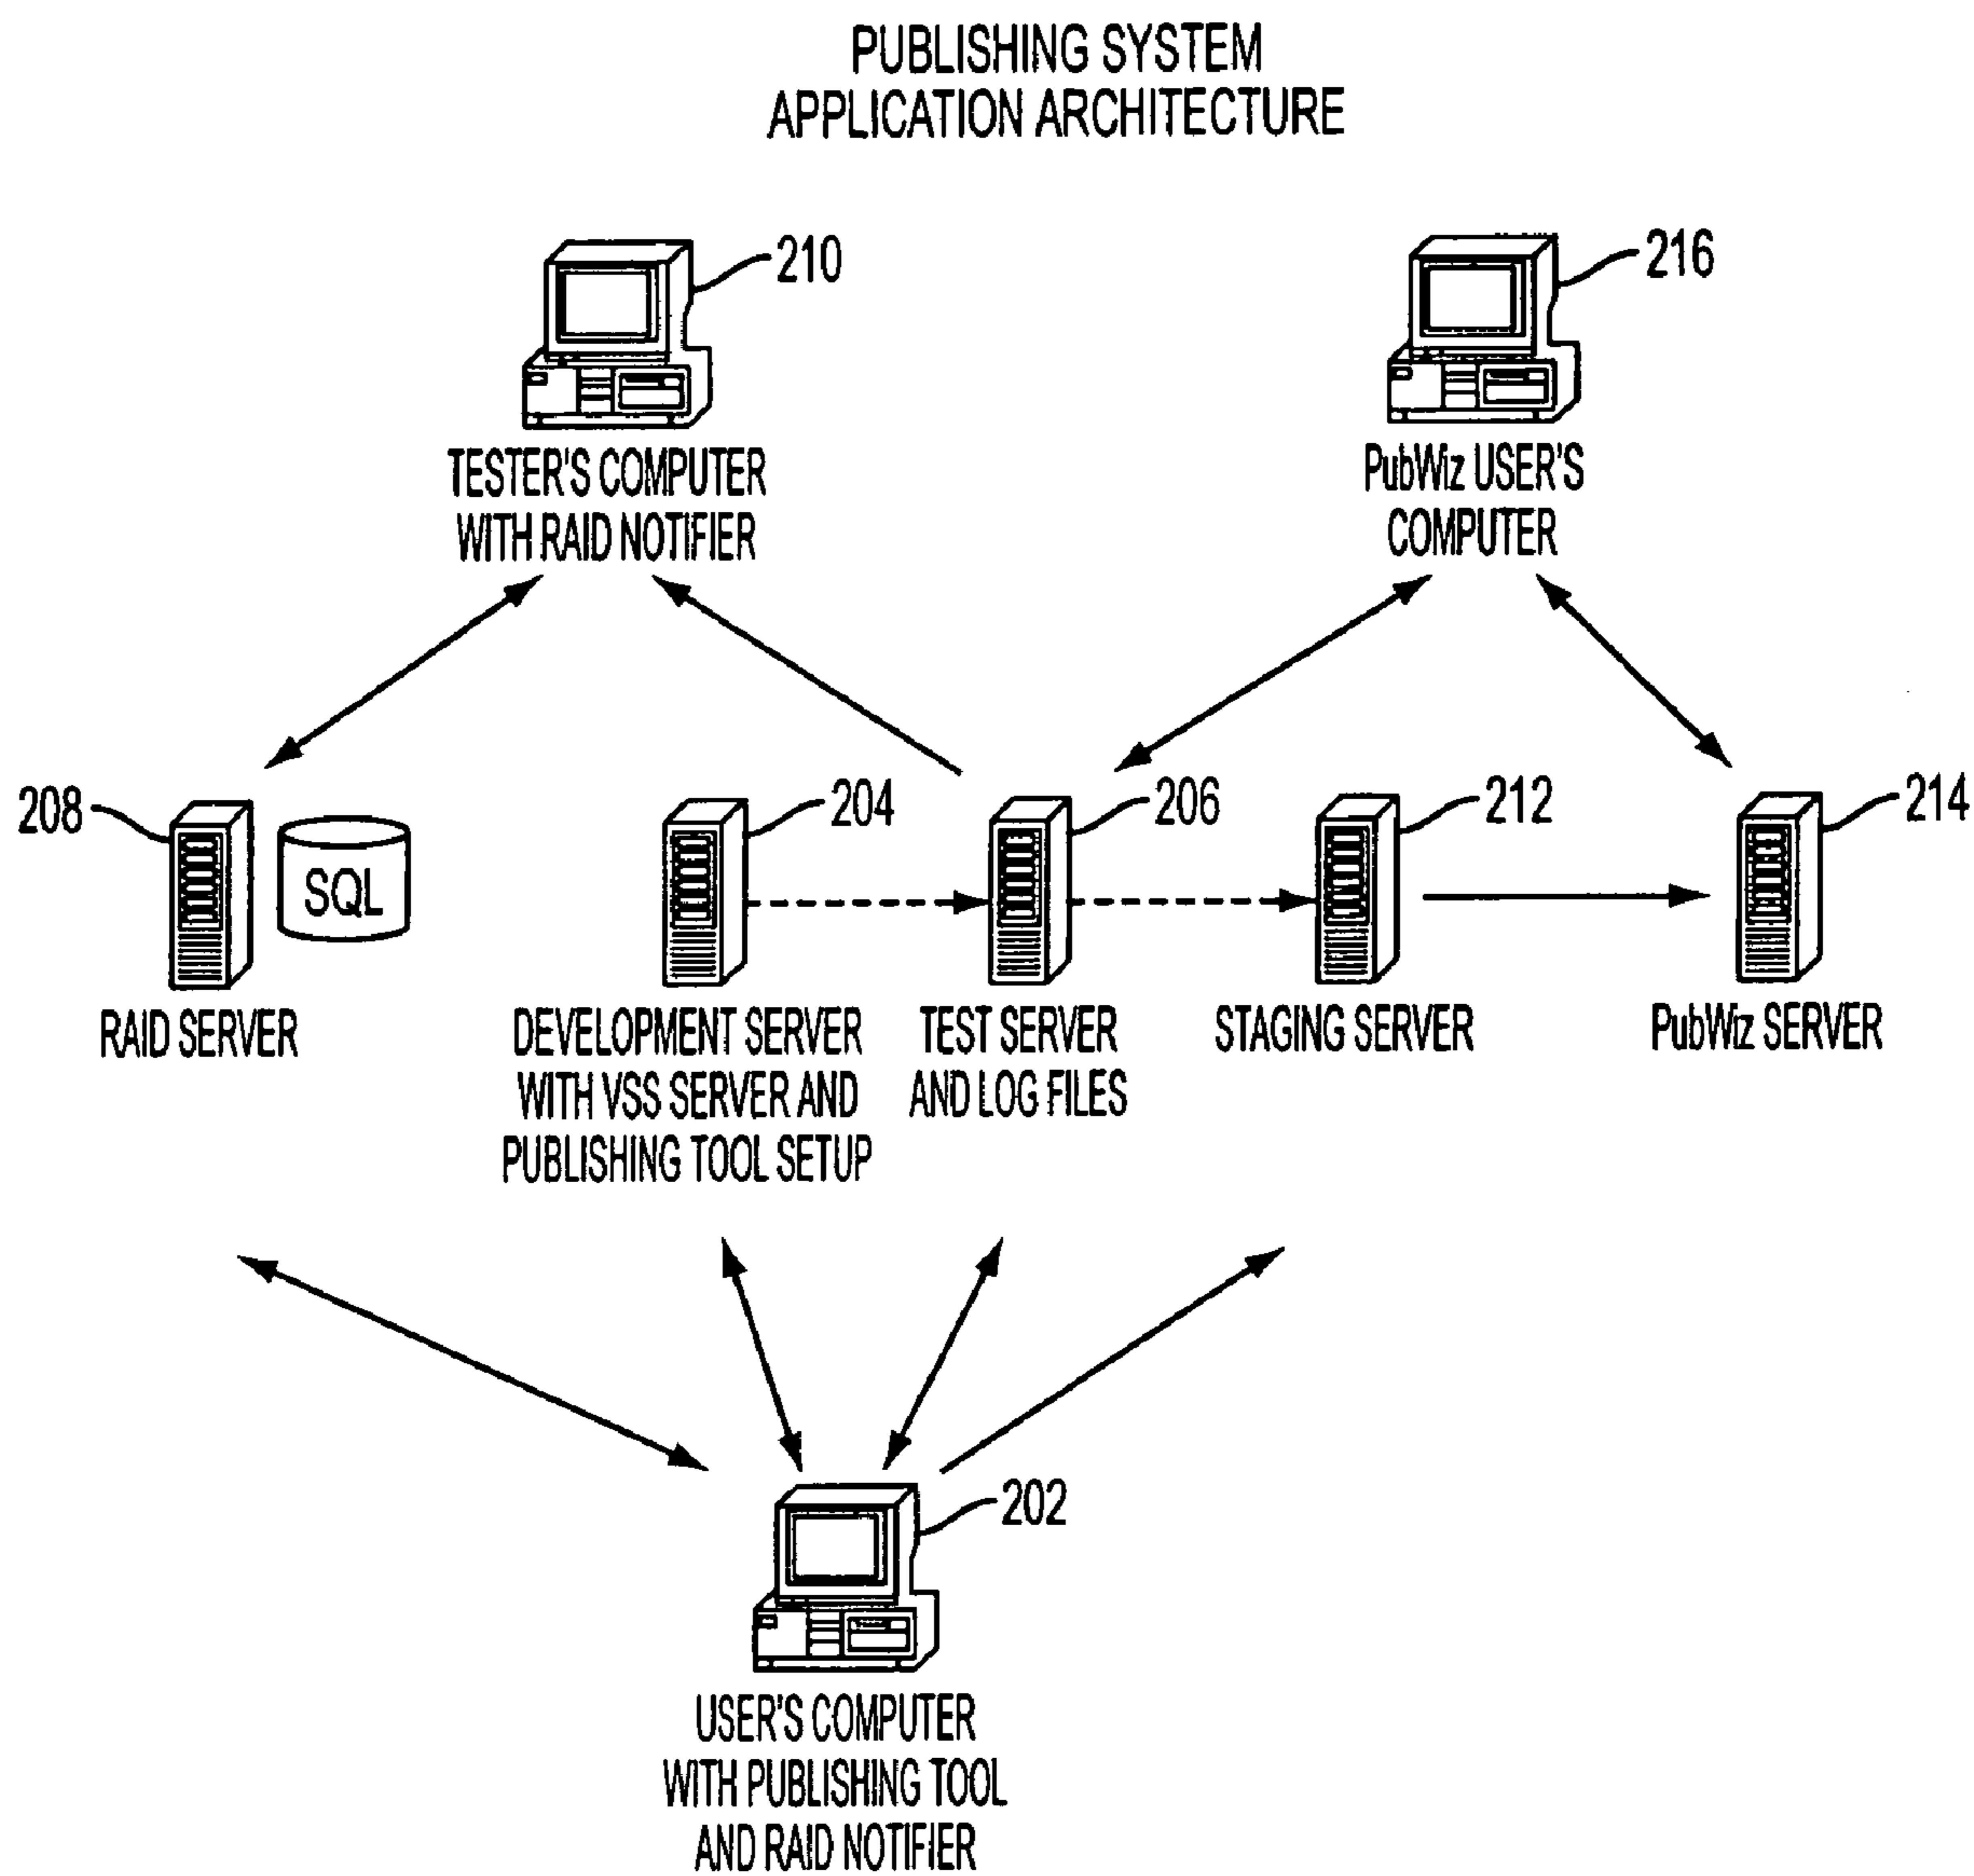 PUBLISHING SYSTEM
APPLICATION ARCHITECTURE
210
216
TESTER'S COMPUTER
WITH RAID NOTIFIER
PubWiz USER'S
COMPUTER
208
204
206
212
214
SQL
RAID SERVER
DEVELOPMENT SERVER
WITH VSS SERVER AND
PUBLISHING TOOL SETUP
TEST SERVER
AND LOG FILES
STAGING SERVER
PubWiz SERVER
202
USER'S COMPUTER
WITH PUBLISHING TOOL
AND RAID NOTIFIER